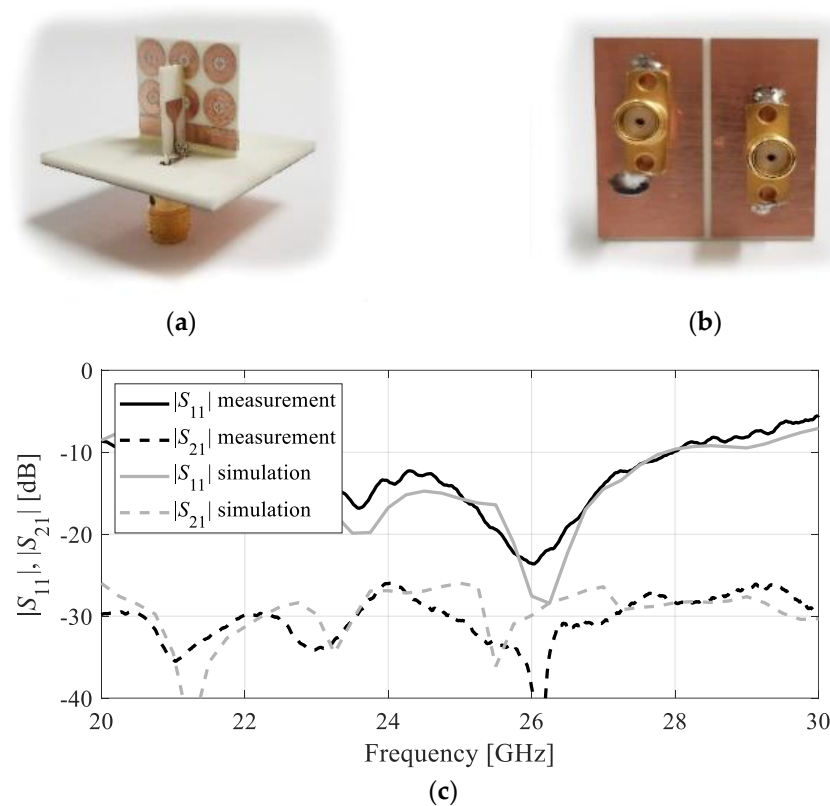 (a)
(b)
0
-10
-20
-30
-40
|S11|, |S21| [dB]
|S11| measurement
|S21| measurement
|S11| simulation
|S21| simulation
20
22
24
26
28
30
Frequency [GHz]
(c)